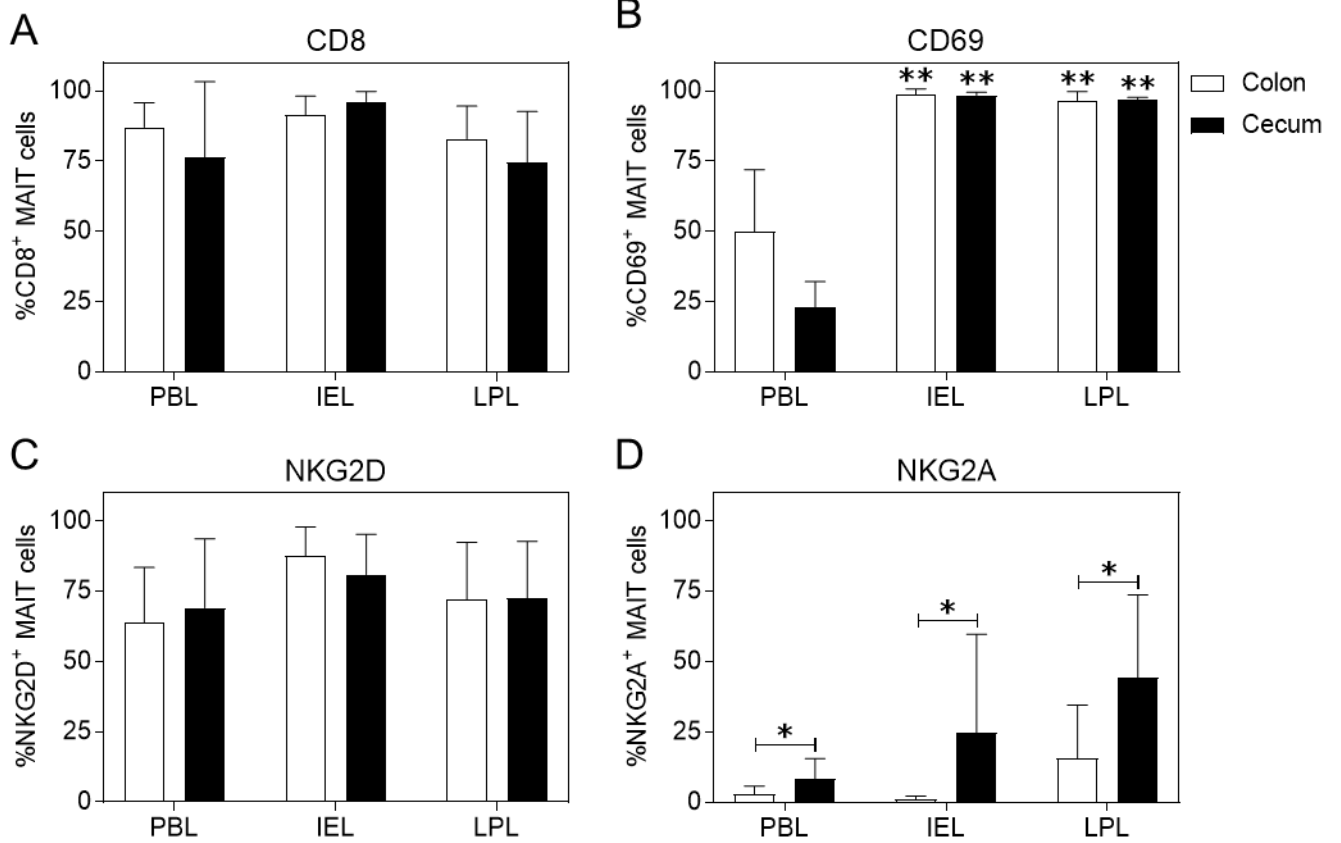 A
CD8
%CD8⁺ MAIT cells
100
75
50
25
0
PBL IEL LPL
B
CD69
%CD69⁺ MAIT cells
100
75
50
25
0
** ** ** **
PBL IEL LPL
Colon
Cecum
C
NKG2D
%NKG2D⁺ MAIT cells
100
75
50
25
0
PBL IEL LPL
D
NKG2A
%NKG2A⁺ MAIT cells
100
75
50
25
0
* * *
PBL IEL LPL